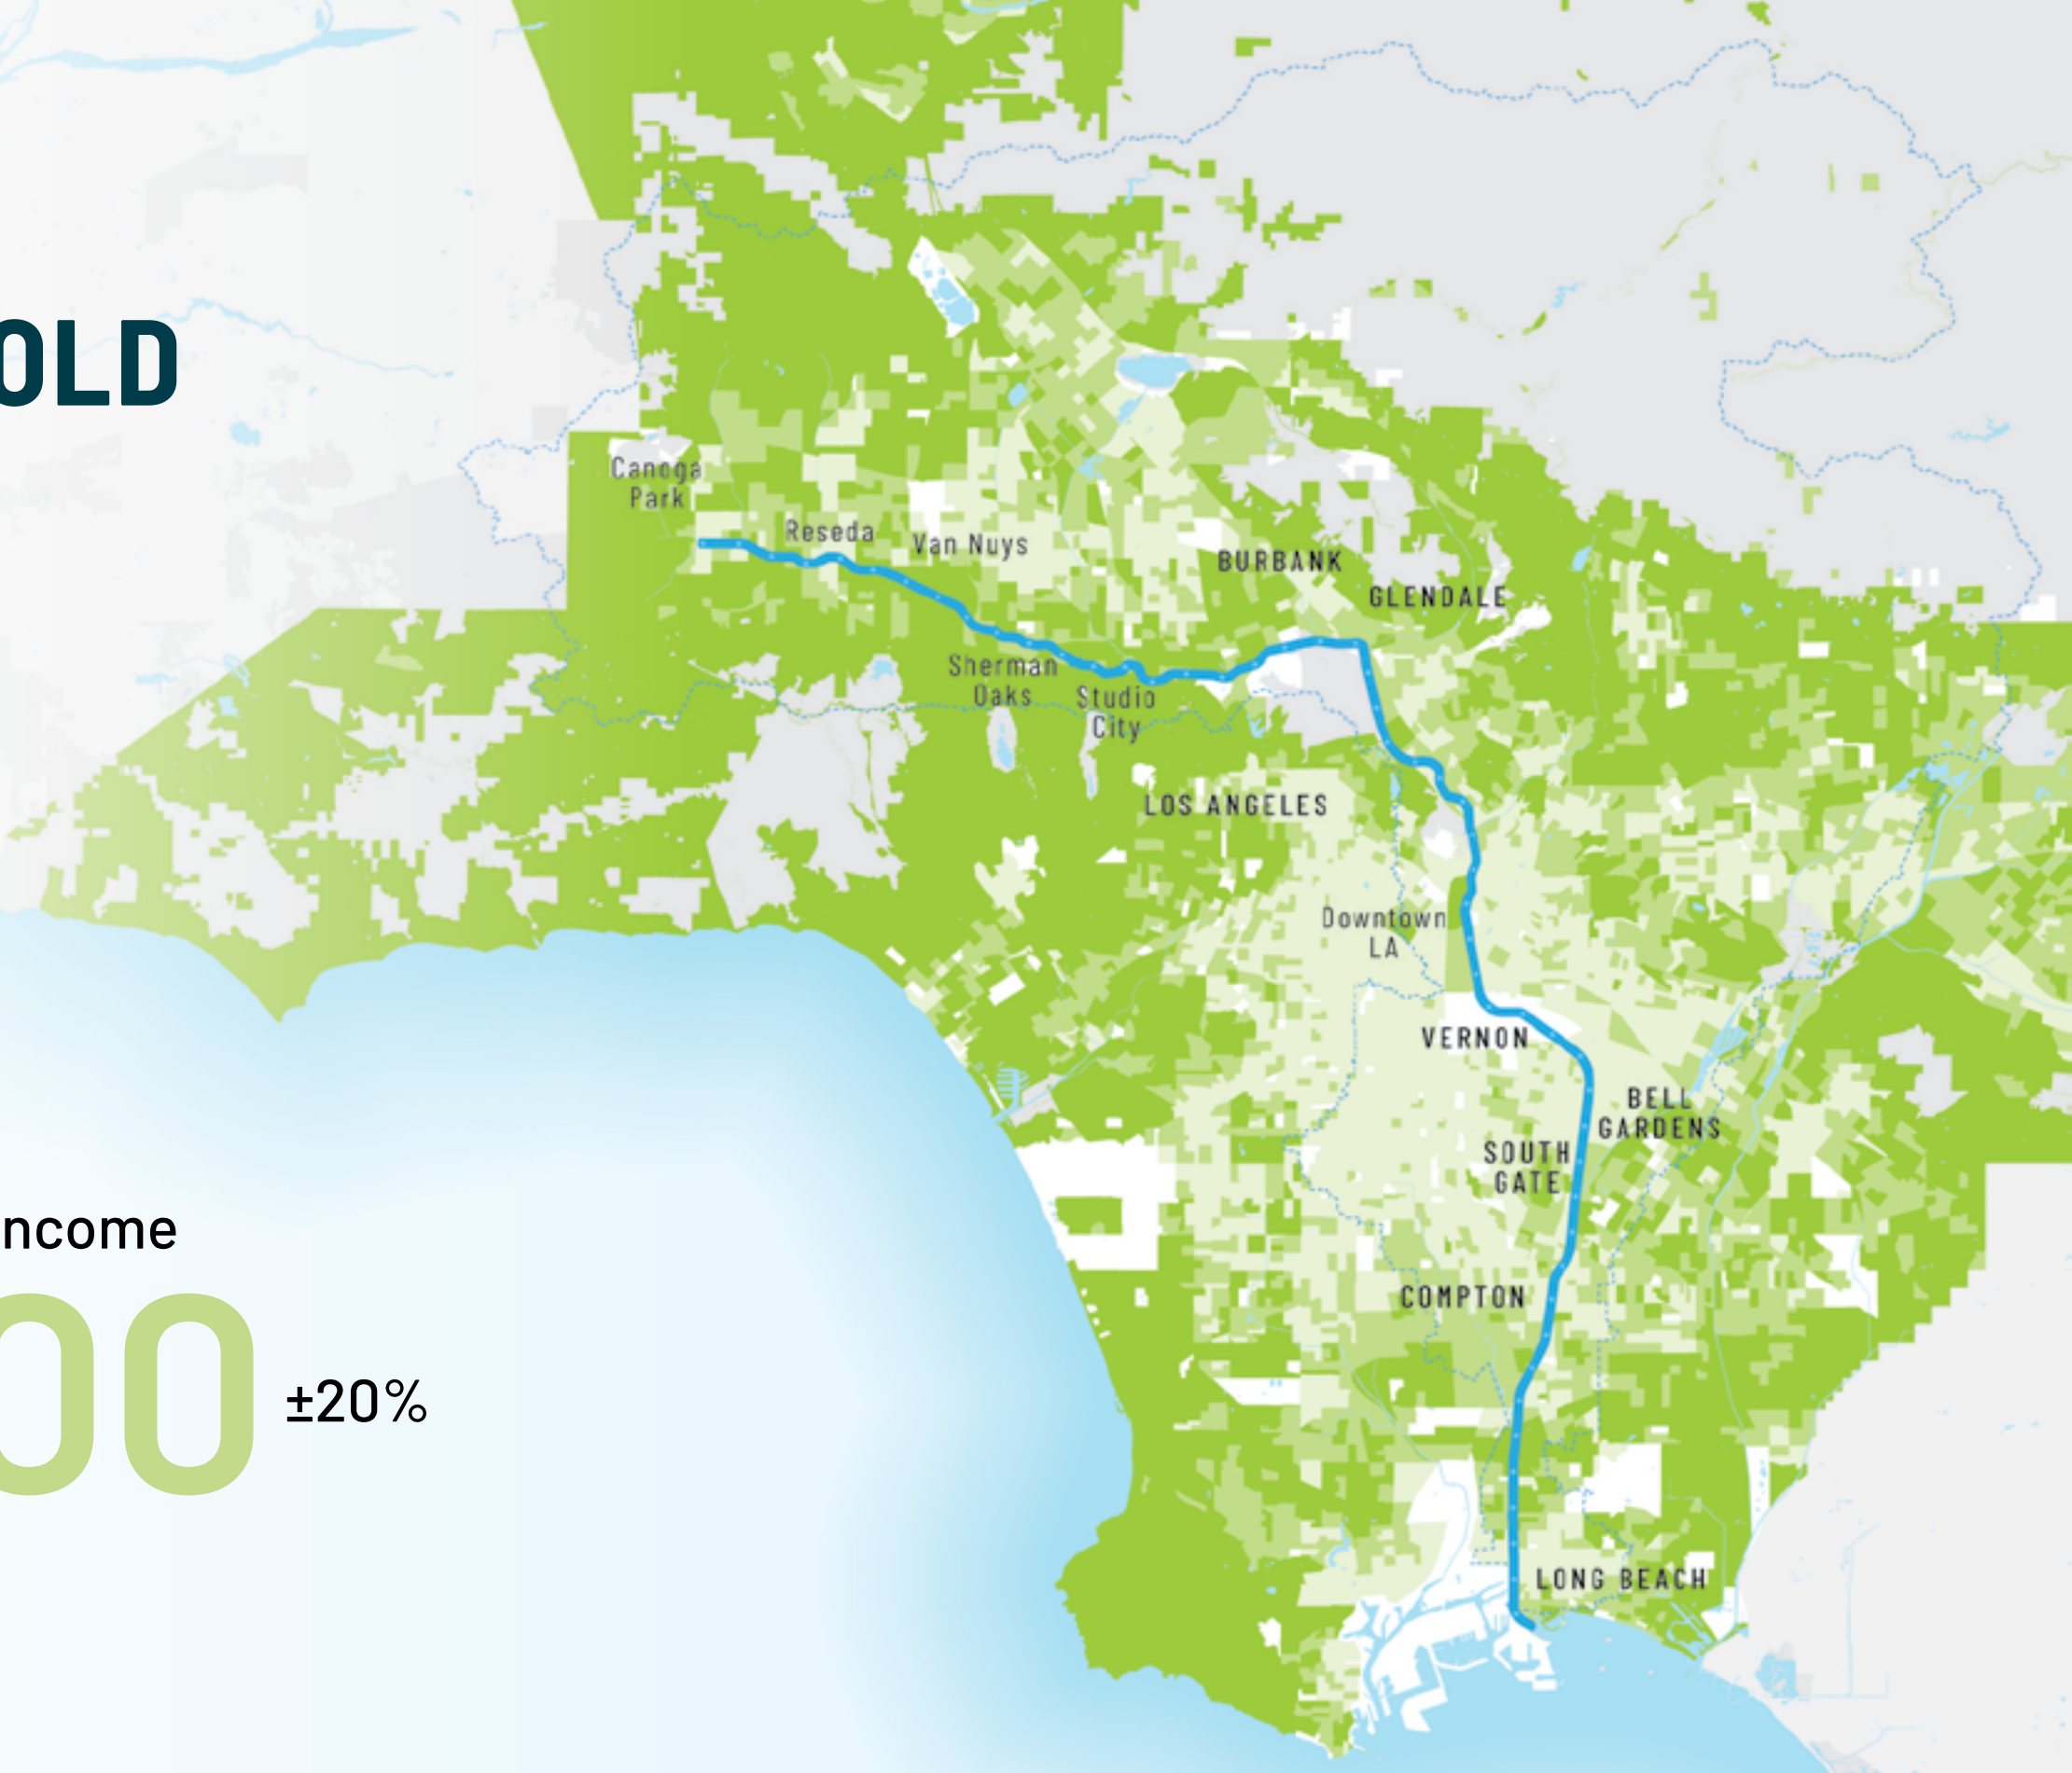 OLD
Canoga
Park
Reseda
Van Nuys
BURBANK
GLENDALE
Sherman
Oaks
Studio
City
LOS ANGELES
Downtown
LA
VERNON
BELL
GARDENS
SOUTH
GATE
ncome
COMPTON
00
±20%
LONG BEACH